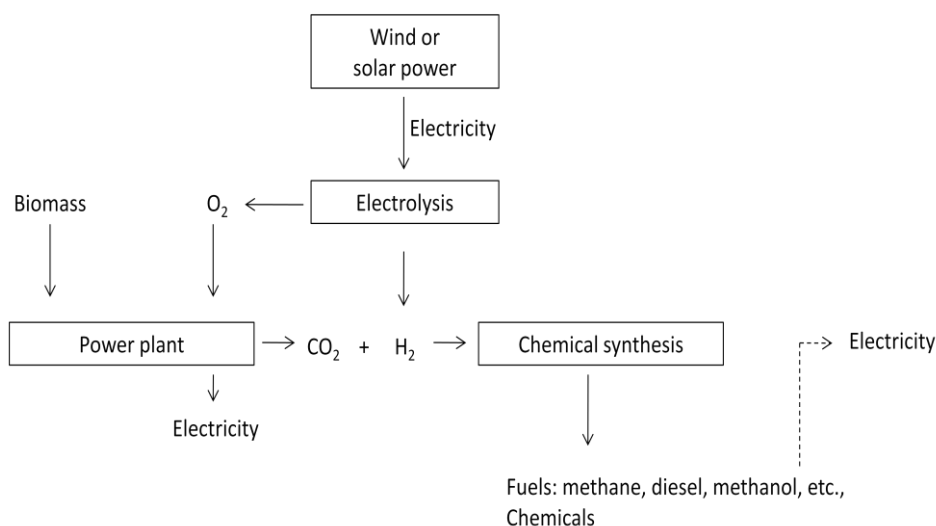 Wind or
solar power
Electricity
Electrolysis
Biomass
O₂
Power plant
CO₂ + H₂
Chemical synthesis
Electricity
Electricity
Fuels: methane, diesel, methanol, etc.,
Chemicals